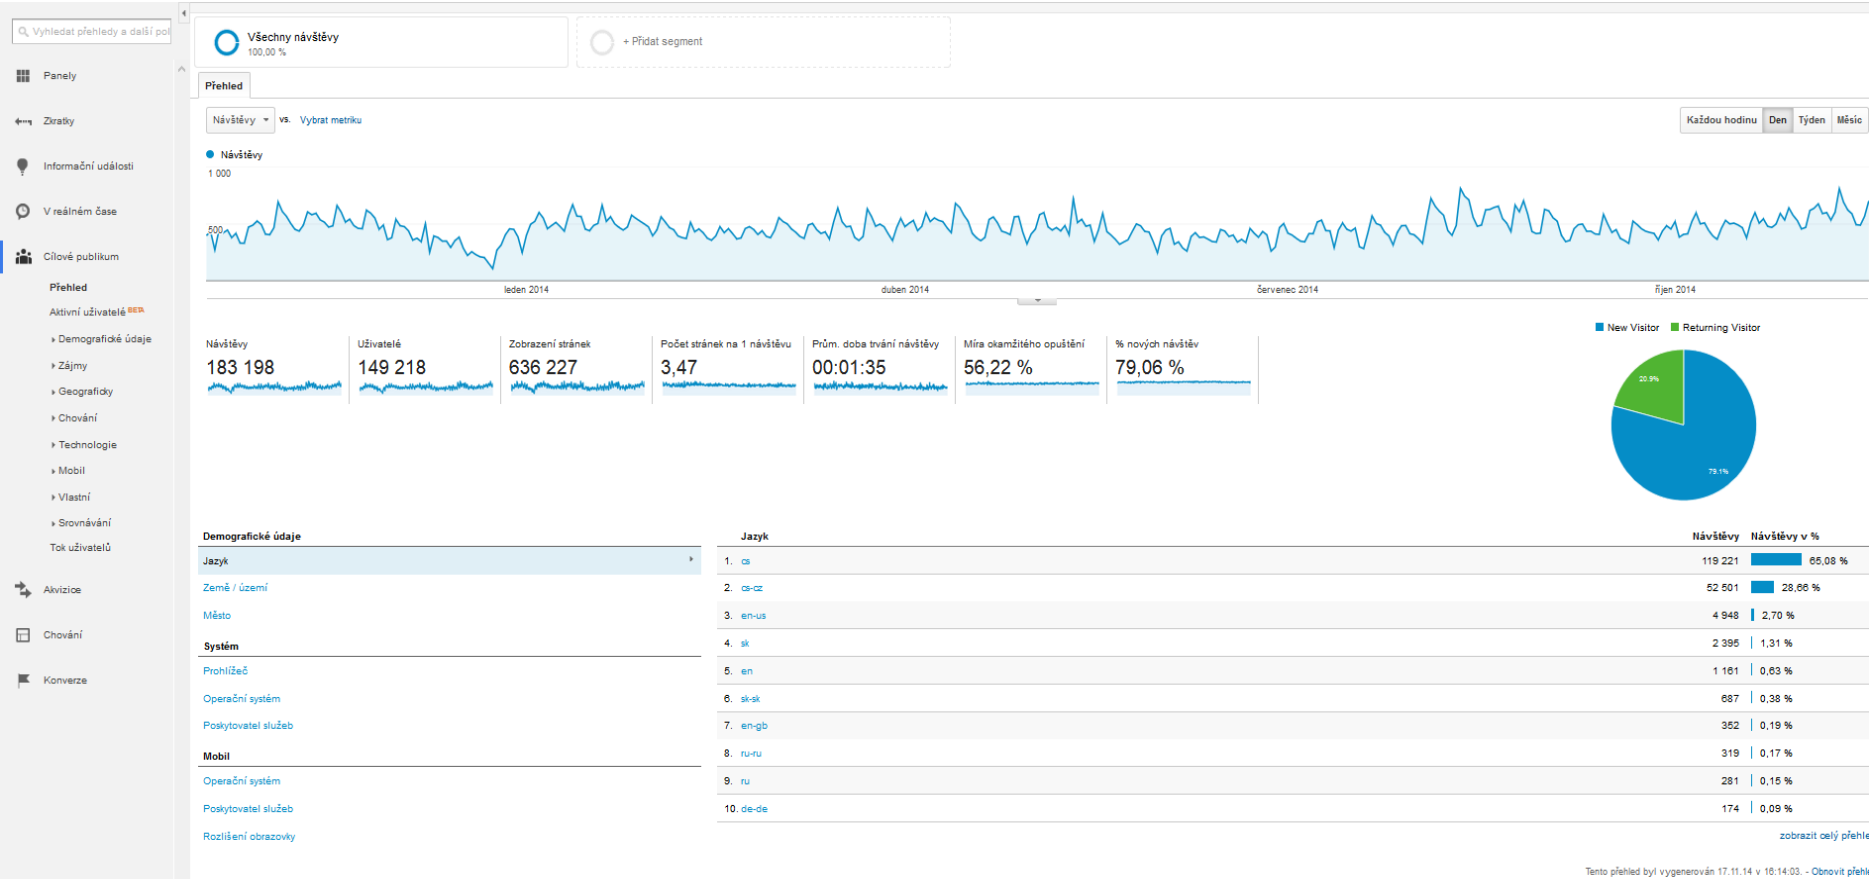 Vyhledat přehledy a další pol
Panely
Zkratky
Informační události
V reálném čase
Cílové publikum
Přehled
Aktivní uživatelé BETA
Demografické údaje
Zájmy
Geograficky
Chování
Technologie
Mobil
Vlastní
Srovnávání
Tok uživatelů
Akvizice
Chování
Konverze
Všechny návštěvy
100,00 %
+ Přidat segment
Přehled
Návštěvy vs. Vybrat metriku
Každou hodinu Den Týden Měsíc
Návštěvy
1 000
500
leden 2014 duben 2014 červenec 2014 říjen 2014
New Visitor Returning Visitor
Návštěvy
183 198
Uživatelé
149 218
Zobrazení stránek
636 227
Počet stránek na 1 návštěvu
3,47
Prům. doba trvání návštěvy
00:01:35
Míra okamžitého opuštění
56,22 %
% nových návštěv
79,06 %
20.9%
79.1%
Demografické údaje
Jazyk
Země / území
Město
Systém
Prohlížeč
Operační systém
Poskytovatel služeb
Mobil
Operační systém
Poskytovatel služeb
Rozlišení obrazovky
Jazyk Návštěvy Návštěvy v %
1. cs 119 221 65,08 %
2. cs-cz 52 501 28,66 %
3. en-us 4 948 2,70 %
4. sk 2 395 1,31 %
5. en 1 161 0,63 %
6. sk-sk 687 0,38 %
7. en-gb 352 0,19 %
8. ru-ru 319 0,17 %
9. ru 281 0,15 %
10. de-de 174 0,09 %
zobrazit celý přehle
Tento přehled byl vygenerován 17.11.14 v 16:14:03. - Obnovit přehle